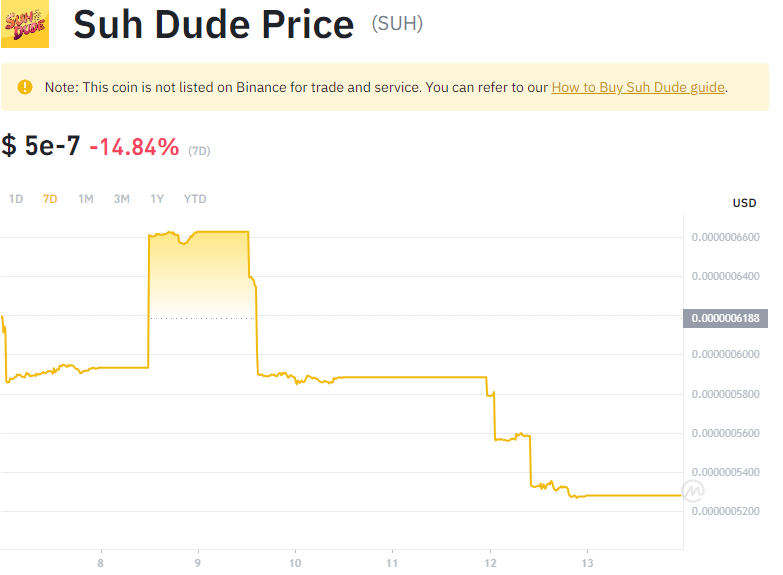 SUH DUDE
Suh Dude Price (SUH)
Note: This coin is not listed on Binance for trade and service. You can refer to our How to Buy Suh Dude guide.
$ 5e-7 -14.84% (7D)
1D 7D 1M 3M 1Y YTD
USD
0.0000006600
0.0000006400
0.0000006188
0.0000006000
0.0000005800
0.0000005600
0.0000005400
0.0000005200
8 9 10 11 12 13